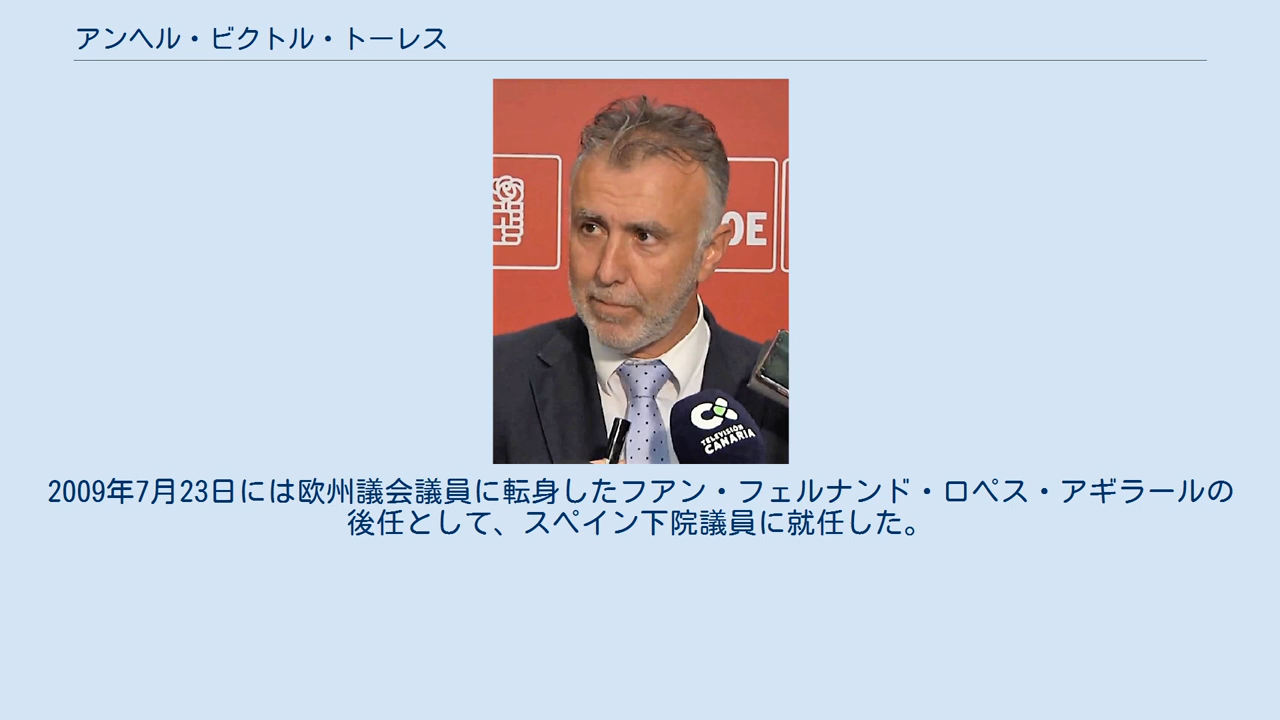 アンヘル・ビクトル・トーレス
OE
TELEVISIÓN
CANARIA
2009年7月23日には欧州議会議員に転身したフアン・フェルナンド・ロペス・アギラールの
後任として、スペイン下院議員に就任した。